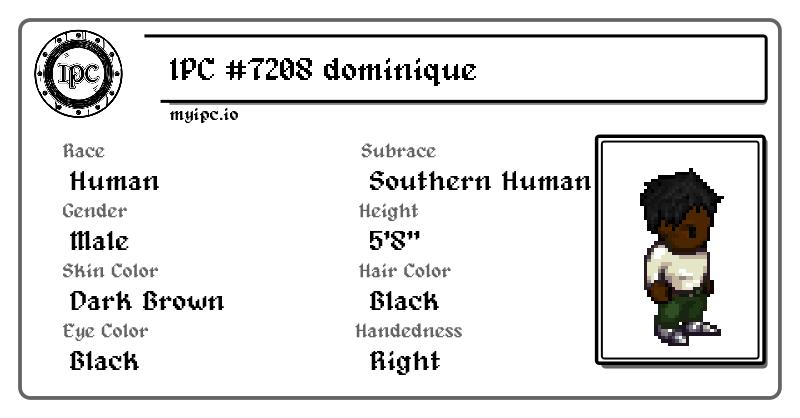 IPC
IPC #7208 dominique
myipc.io
Race
Human
Subrace
Southern Human
Gender
Male
Height
5'8"
Skin Color
Dark Brown
Hair Color
Black
Eye Color
Black
Handedness
Right